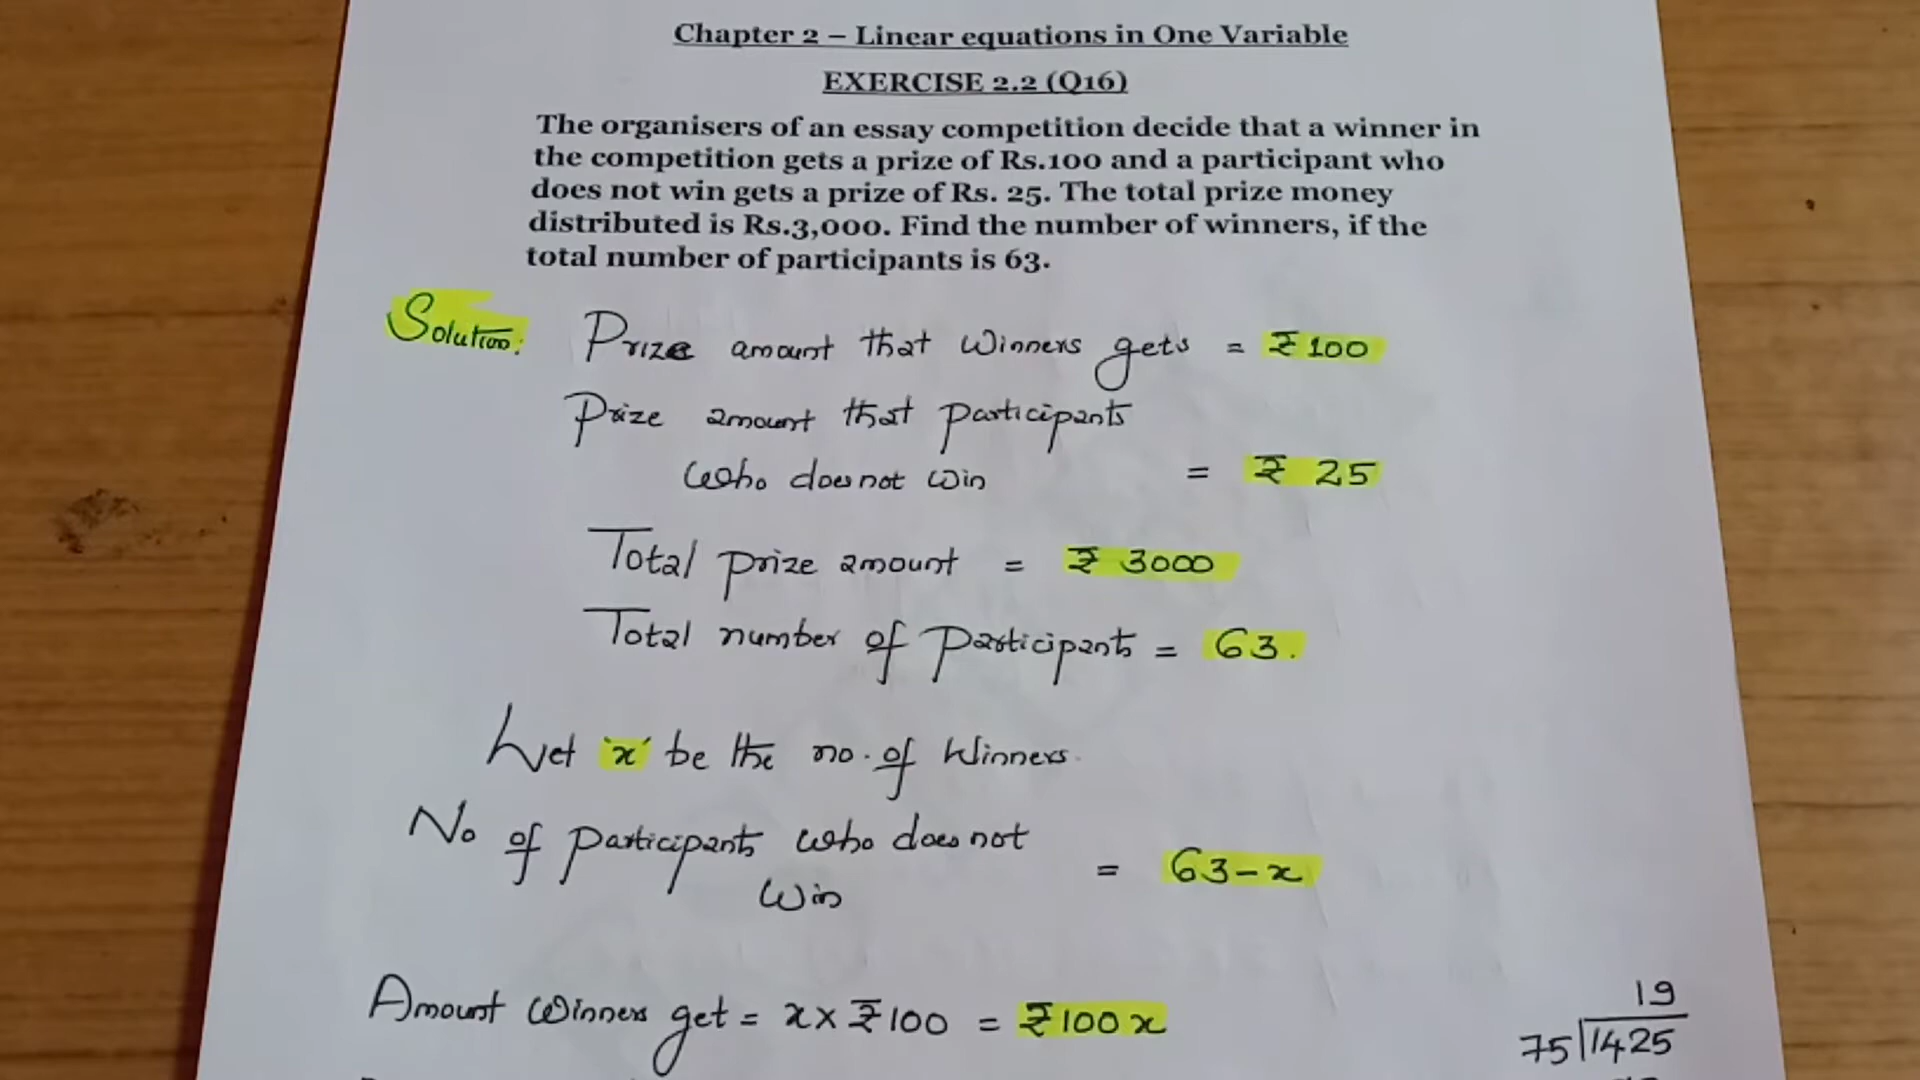 Chapter 2 – Linear equations in One Variable
EXERCISE 2.2 (Q16)
The organisers of an essay competition decide that a winner in
the competition gets a prize of Rs.100 and a participant who
does not win gets a prize of Rs. 25. The total prize money
distributed is Rs.3,000. Find the number of winners, if the
total number of participants is 63.
Solution: Prize amount that winners gets = ₹100
Prize amount that participants
who does not win = ₹ 25
Total prize amount = ₹ 3000
Total number of Participants = 63.
Let 'x' be the no. of Winners.
No of participants who does not
win = 63-x
Amount winners get = x x ₹100 = ₹100 x
19
75 1425